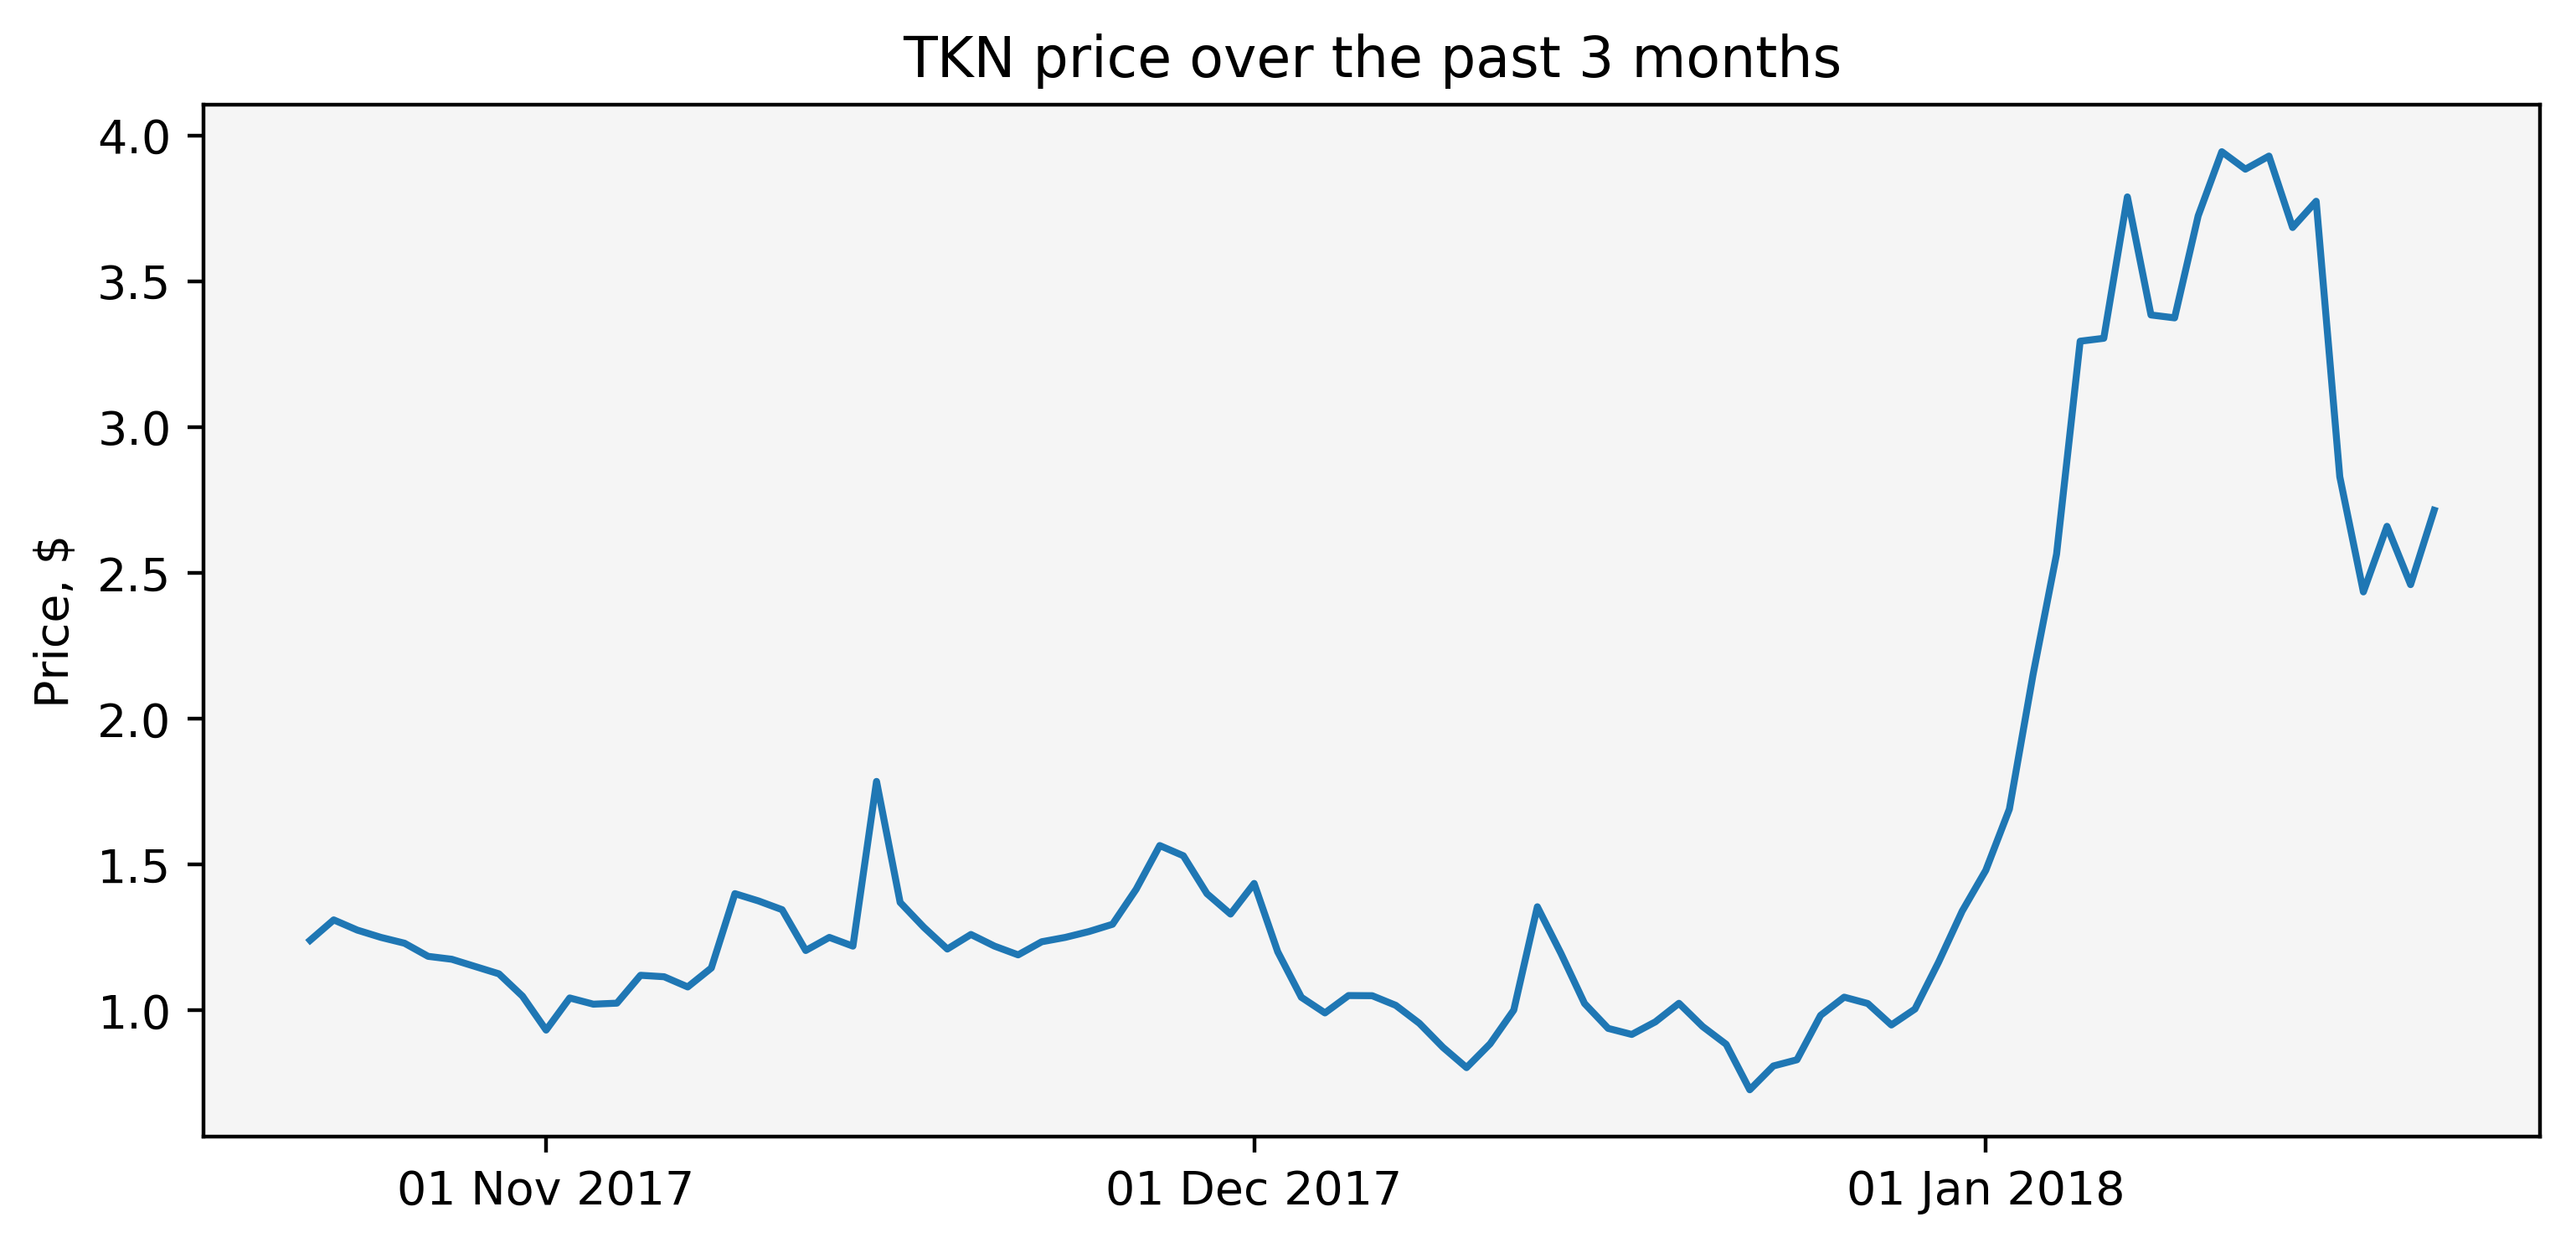 TKN price over the past 3 months
Price, $
4.0
3.5
3.0
2.5
2.0
1.5
1.0
01 Nov 2017
01 Dec 2017
01 Jan 2018